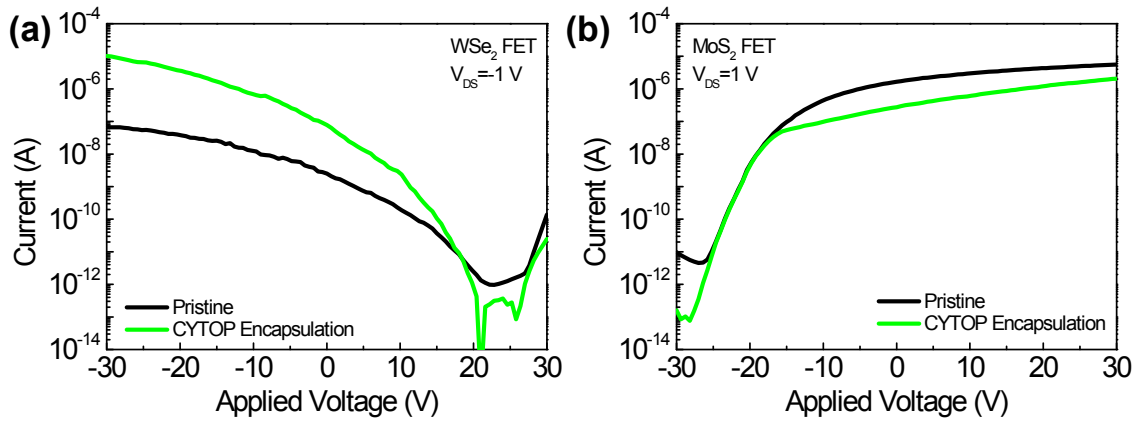 (a)
WSe2 FET
VDS=-1 V
Pristine
CYTOP Encapsulation
10-4
10-6
10-8
10-10
10-12
10-14
Current (A)
-30 -20 -10 0 10 20 30
Applied Voltage (V)
(b)
MoS2 FET
VDS=1 V
Pristine
CYTOP Encapsulation
10-4
10-6
10-8
10-10
10-12
10-14
Current (A)
-30 -20 -10 0 10 20 30
Applied Voltage (V)